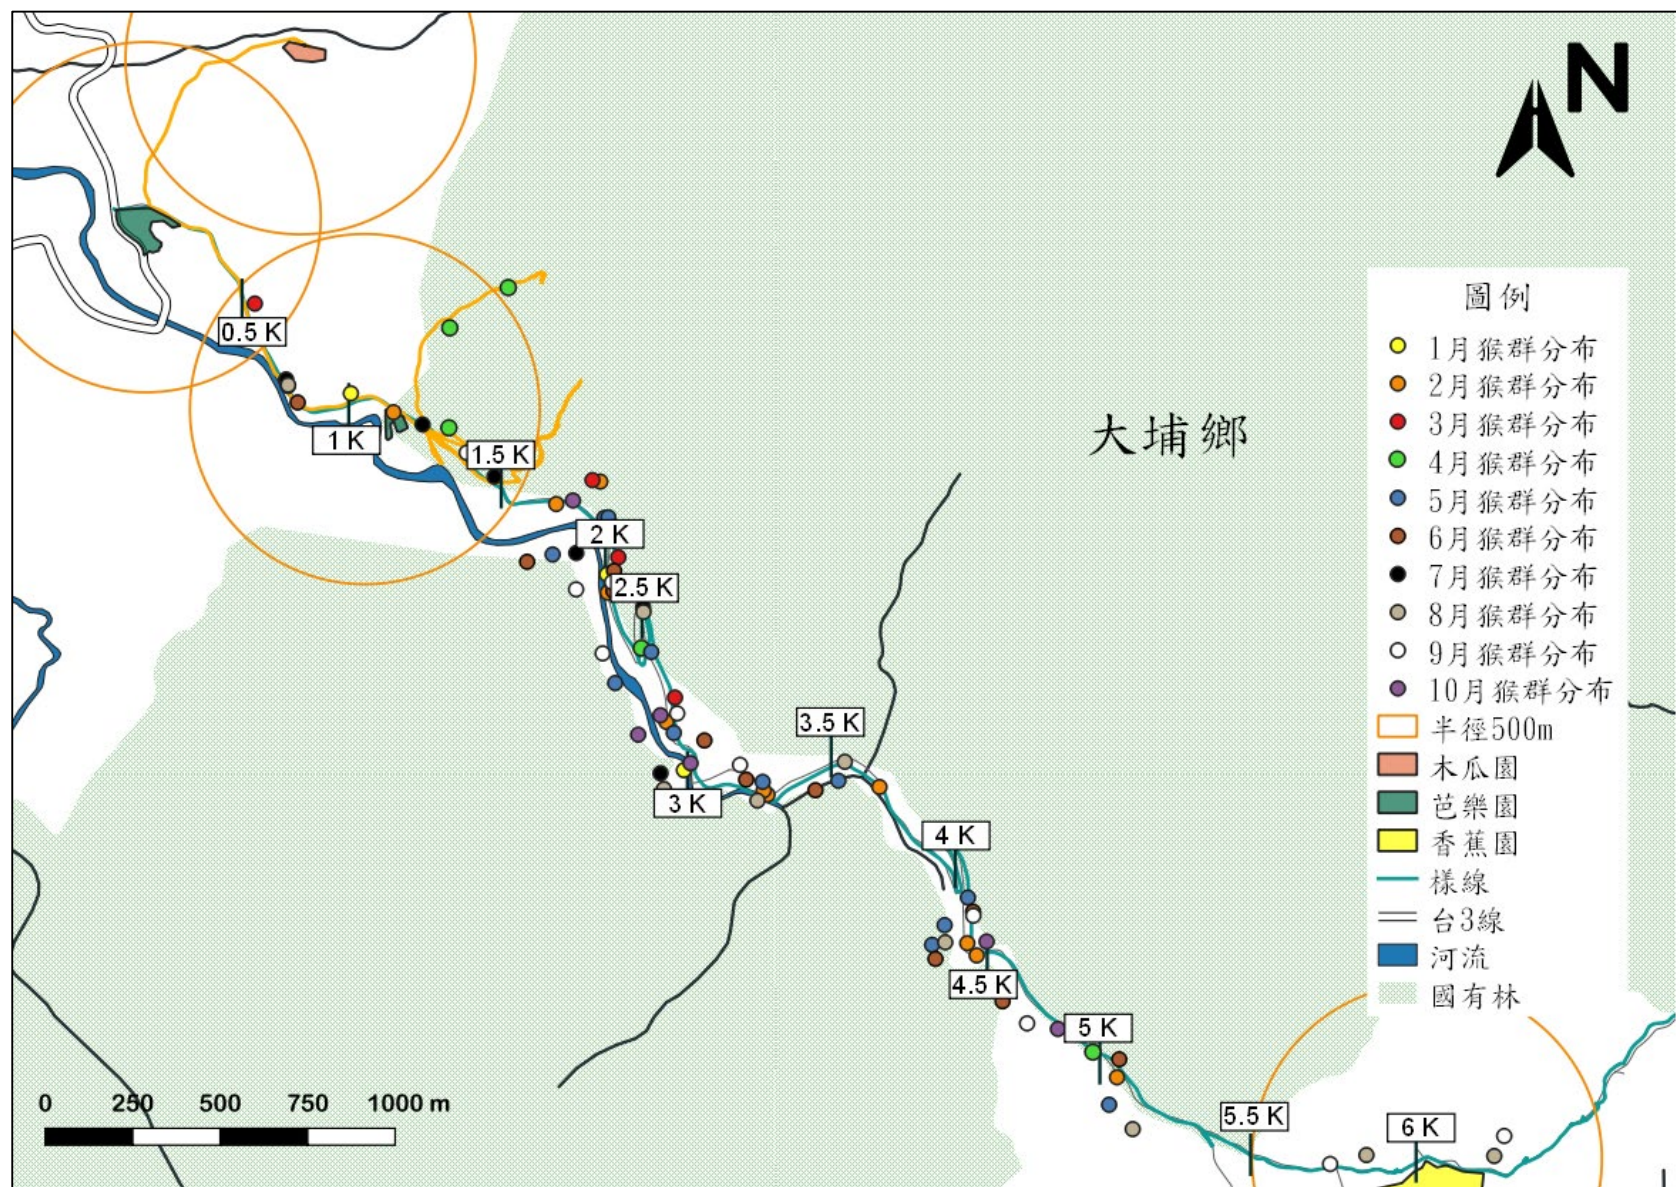 N
0.5 K
1 K
1.5 K
2 K
2.5 K
3 K
3.5 K
4 K
4.5 K
5 K
5.5 K
6 K
大埔鄉
圖例
1月猴群分布
2月猴群分布
3月猴群分布
4月猴群分布
5月猴群分布
6月猴群分布
7月猴群分布
8月猴群分布
9月猴群分布
10月猴群分布
半徑500m
木瓜園
芭樂園
香蕉園
樣線
台3線
河流
國有林
0 250 500 750 1000 m